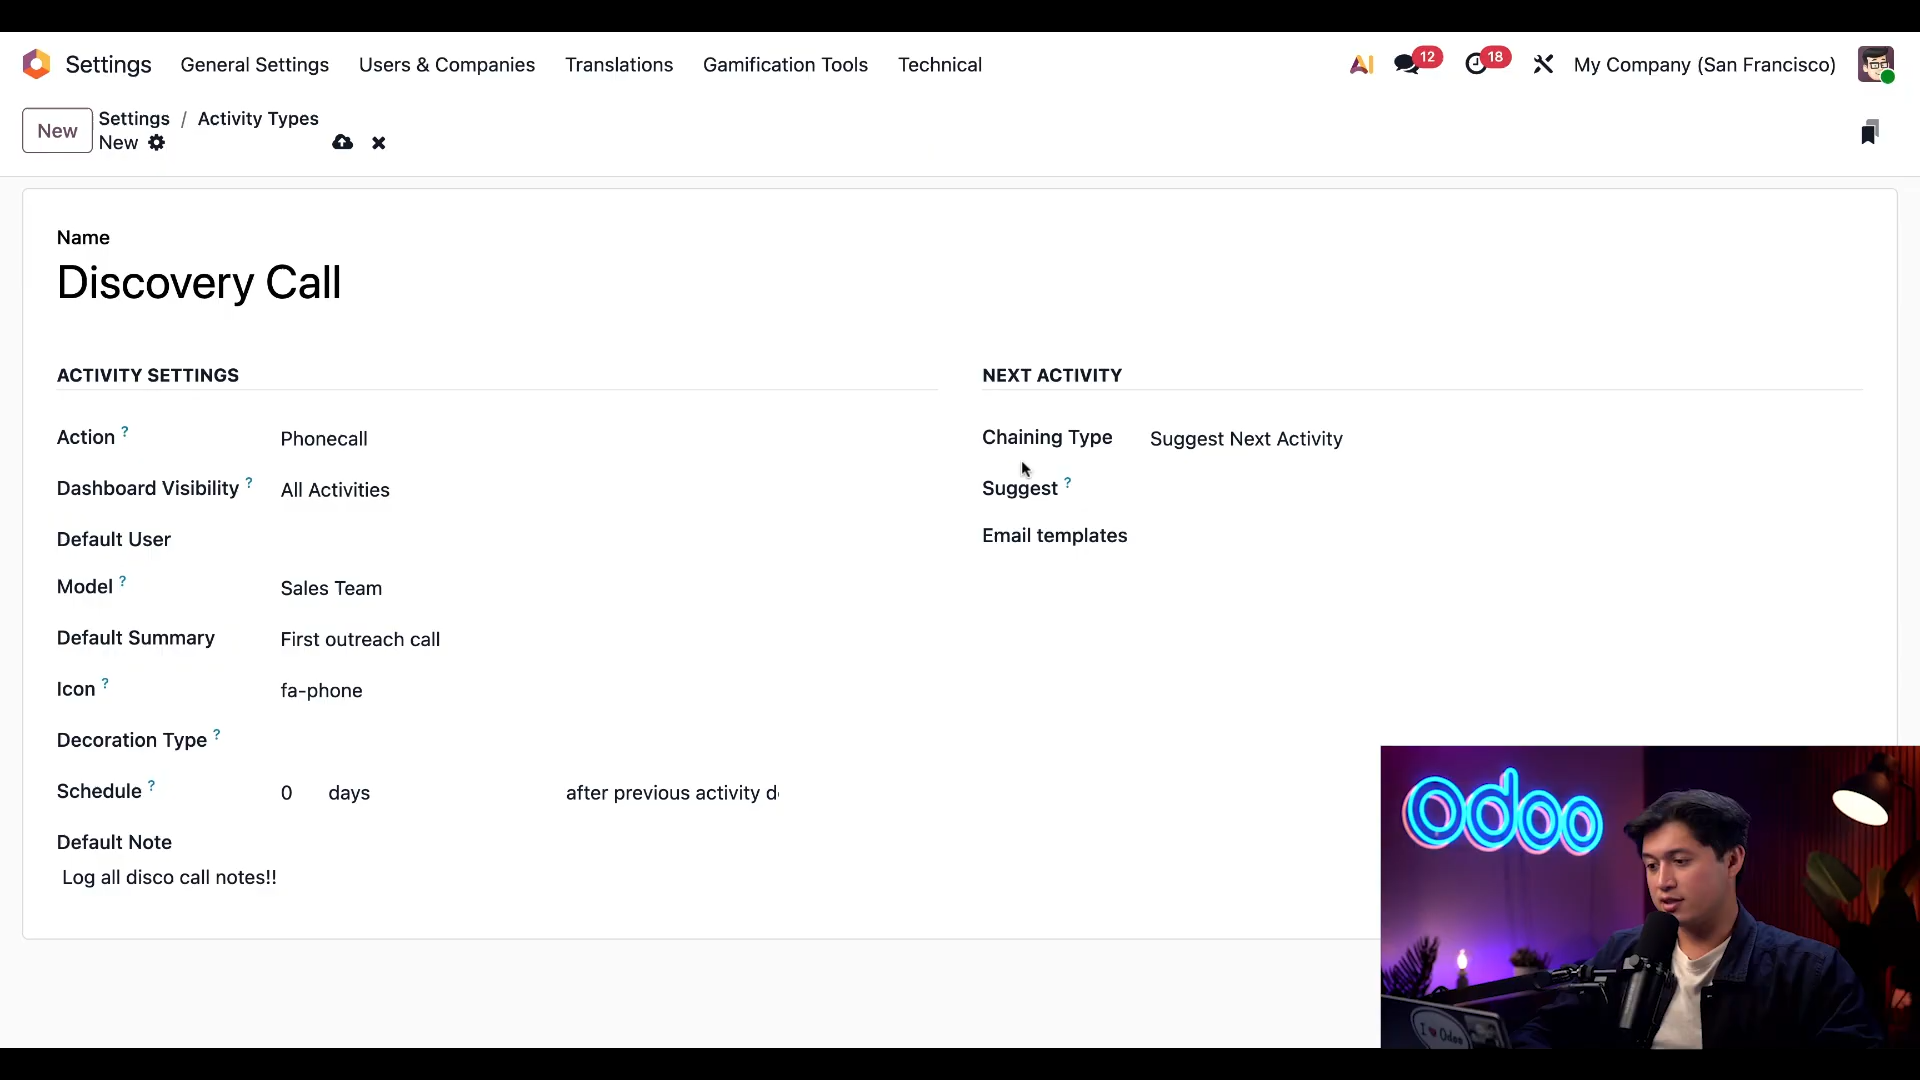 Settings General Settings Users & Companies Translations Gamification Tools Technical AI 12 18 My Company (San Francisco)
New Settings / Activity Types
New
Name
Discovery Call
ACTIVITY SETTINGS
Action ? Phonecall
Dashboard Visibility ? All Activities
Default User
Model ? Sales Team
Default Summary First outreach call
Icon ? fa-phone
Decoration Type ?
Schedule ? 0 days after previous activity d
Default Note
Log all disco call notes!!
NEXT ACTIVITY
Chaining Type Suggest Next Activity
Suggest ?
Email templates
odoo
I ♥ Odoo